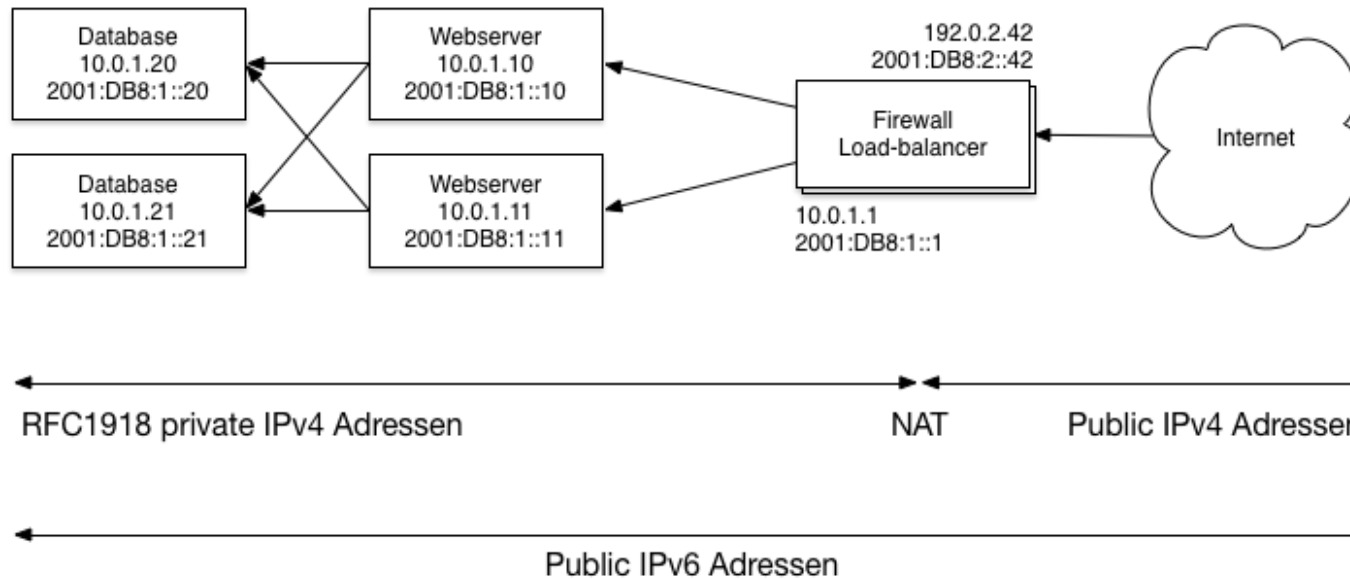 Database
10.0.1.20
2001:DB8:1::20
Webserver
10.0.1.10
2001:DB8:1::10
192.0.2.42
2001:DB8:2::42
Firewall
Load-balancer
Internet
Database
10.0.1.21
2001:DB8:1::21
Webserver
10.0.1.11
2001:DB8:1::11
10.0.1.1
2001:DB8:1::1
RFC1918 private IPv4 Adressen
NAT
Public IPv4 Adressen
Public IPv6 Adressen